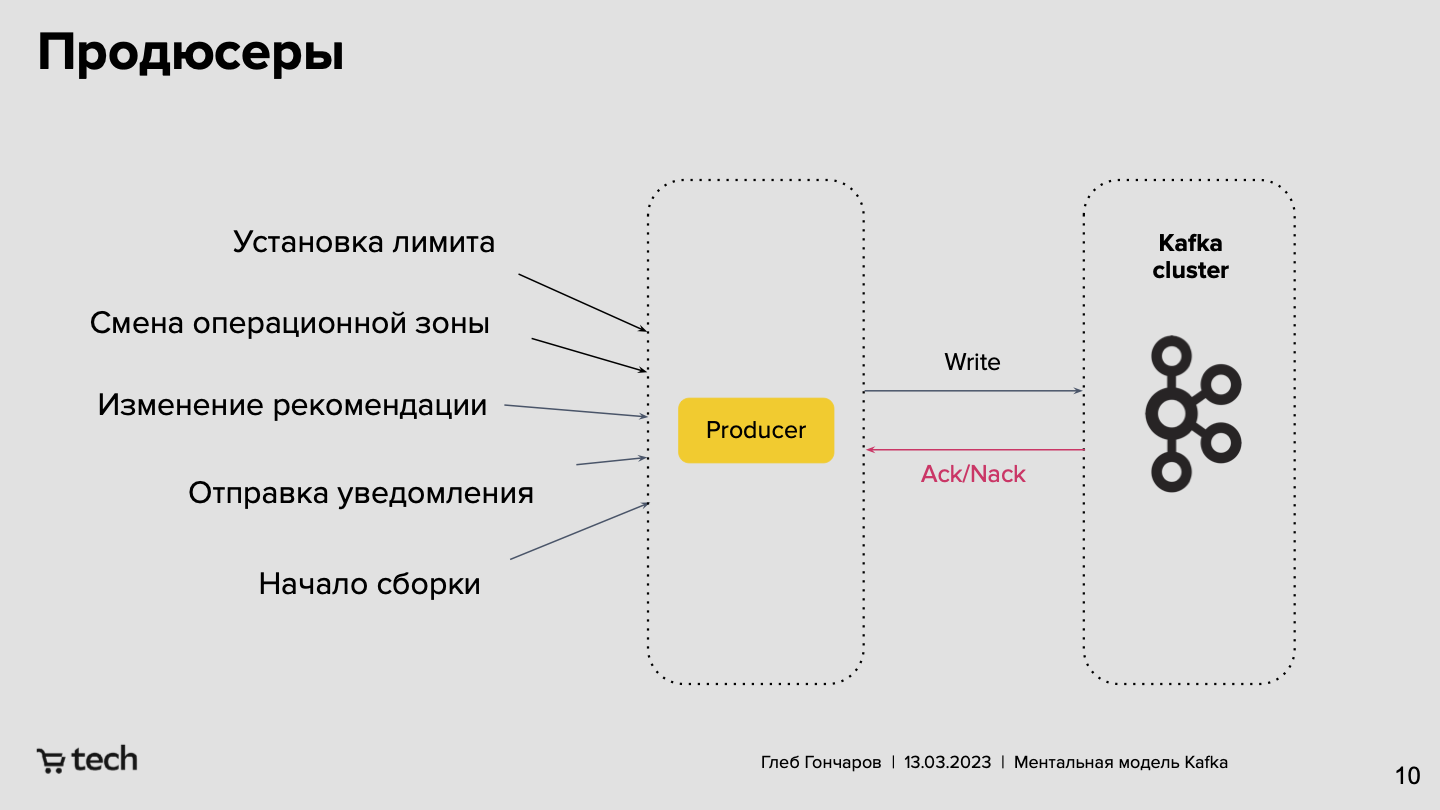 Продюсеры
Установка лимита
Смена операционной зоны
Изменение рекомендации
Отправка уведомления
Начало сборки
Producer
Write
Ack/Nack
Kafka
cluster
tech
Глеб Гончаров | 13.03.2023 | Ментальная модель Kafka
10